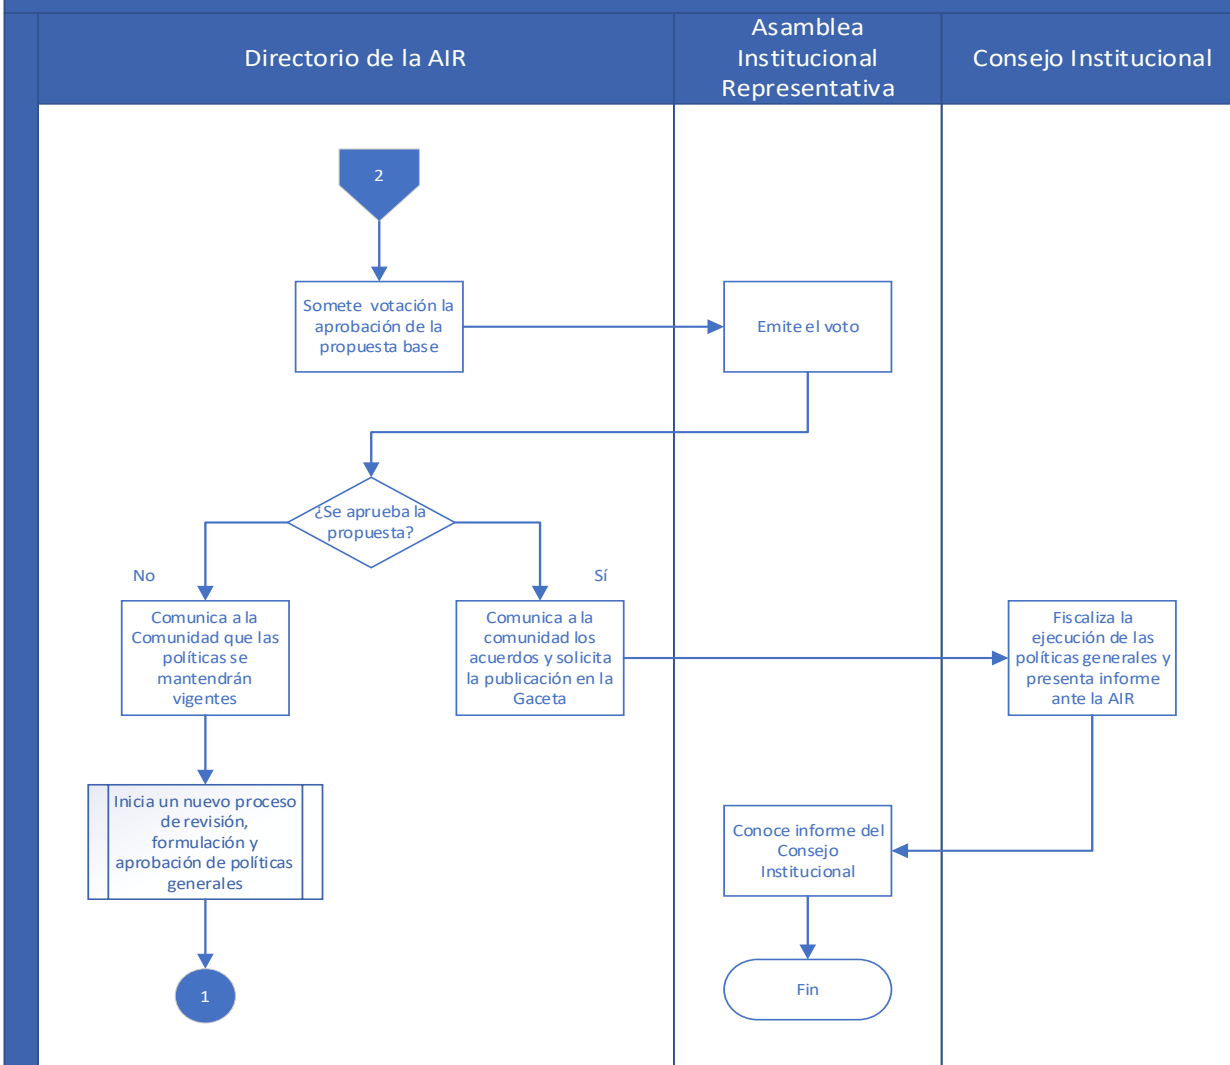 Directorio de la AIR
Asamblea
Institucional
Representativa
Consejo Institucional
2
Somete votación la
aprobación de la
propuesta base
Emite el voto
¿Se aprueba la
propuesta?
No
Sí
Comunica a la
Comunidad que las
políticas se
mantendrán
vigentes
Comunica a la
comunidad los
acuerdos y solicita
la publicación en la
Gaceta
Fiscaliza la
ejecución de las
políticas generales y
presenta informe
ante la AIR
Inicia un nuevo proceso
de revisión,
formulación y
aprobación de políticas
generales
Conoce informe del
Consejo
Institucional
1
Fin